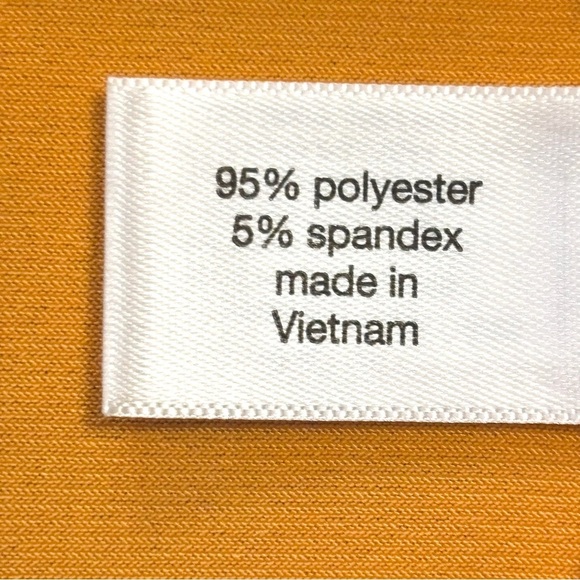 95% polyester
5% spandex
made in
Vietnam